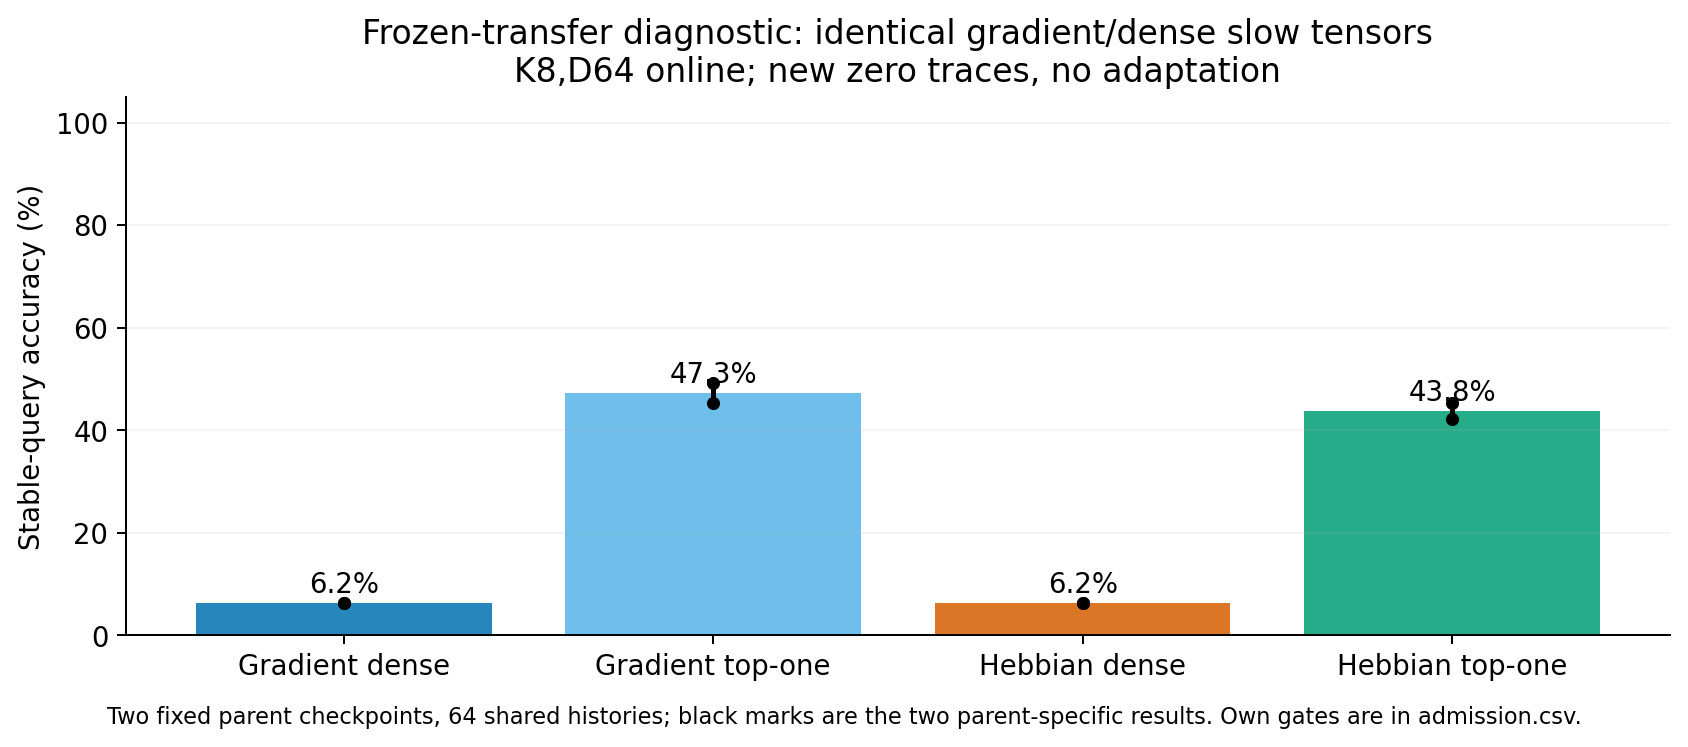 Frozen-transfer diagnostic: identical gradient/dense slow tensors
K8,D64 online; new zero traces, no adaptation
Stable-query accuracy (%)
100
80
60
40
20
0
6.2%
47.3%
6.2%
43.8%
Gradient dense
Gradient top-one
Hebbian dense
Hebbian top-one
Two fixed parent checkpoints, 64 shared histories; black marks are the two parent-specific results. Own gates are in admission.csv.